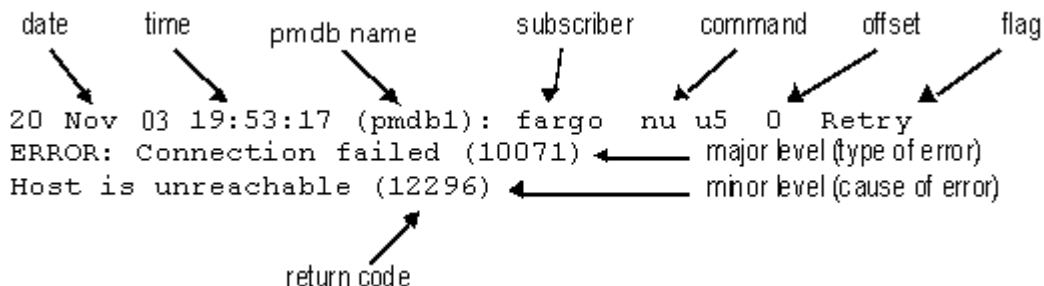 date time pmdb name subscriber command offset flag
20 Nov 03 19:53:17 (pmdb1): fargo nu u5 0 Retry
ERROR: Connection failed (10071) major level (type of error)
Host is unreachable (12296) minor level (cause of error)
return code